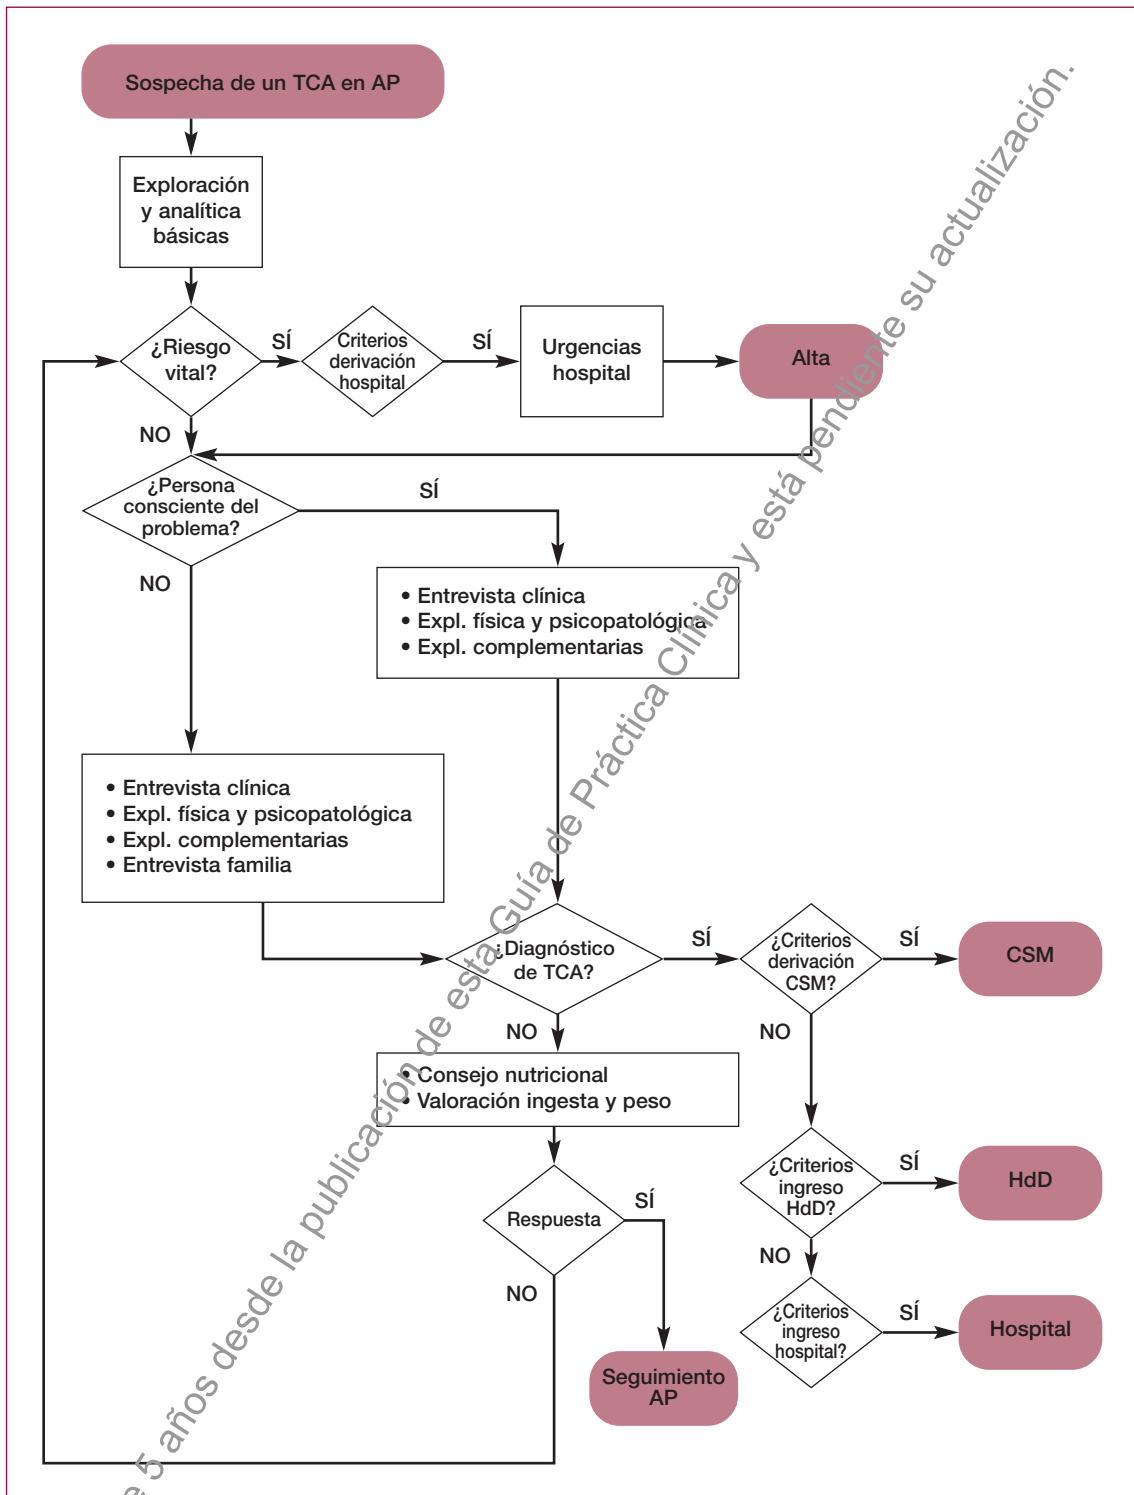 Sospecha de un TCA en AP
Exploración
y analítica
básicas
¿Riesgo
vital?
SÍ
Criterios
derivación
hospital
SÍ
Urgencias
hospital
Alta
NO
¿Persona
consciente del
problema?
SÍ
NO
• Entrevista clínica
• Expl. física y psicopatológica
• Expl. complementarias
• Entrevista clínica
• Expl. física y psicopatológica
• Expl. complementarias
• Entrevista familia
¿Diagnóstico
de TCA?
SÍ
¿Criterios
derivación
CSM?
SÍ
CSM
NO
NO
• Consejo nutricional
• Valoración ingesta y peso
¿Criterios
ingreso
HdD?
SÍ
HdD
Respuesta
SÍ
NO
NO
¿Criterios
ingreso
hospital?
SÍ
Hospital
Seguimiento
AP
5 años desde la publicación de esta Guía de Práctica Clínica y está pendiente su actualización.